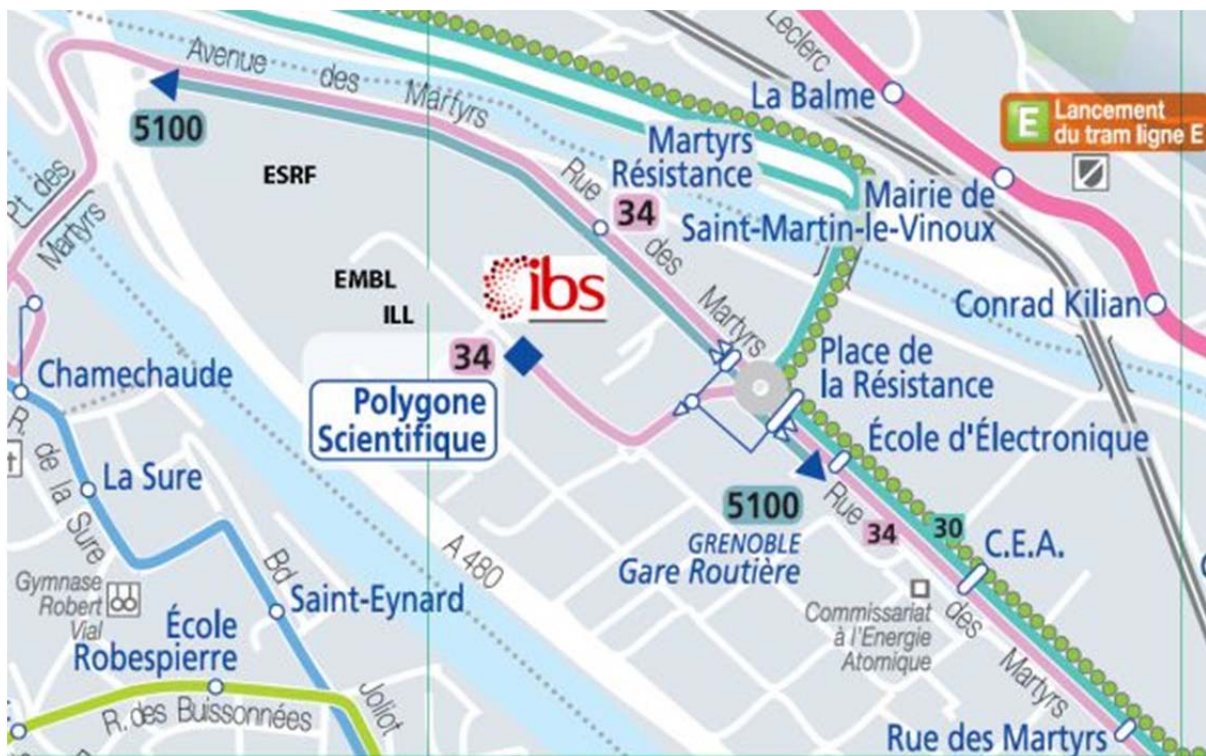 Avenue des Martyrs
5100
ESRF
EMBL
ILL
ibs
34
Polygone
Scientifique
Pt. des
Martyrs
Chamechaude
R. de la Sure
La Sure
Gymnase
Robert
Vial
École
Robespierre
Saint-Eynard
Bd
Joliot
R. des Buissonnées
A 480
Leclerc
La Balme
E
Lancement
du tram ligne E
Martyrs
Résistance
34
Rue des Martyrs
Mairie de
Saint-Martin-le-Vinoux
Conrad Kilian
Place de
la Résistance
École d'Électronique
5100
GRENOBLE
Gare Routière
Rue des Martyrs
34
30
C.E.A.
Commissariat
à l'Energie
Atomique
Rue des Martyrs